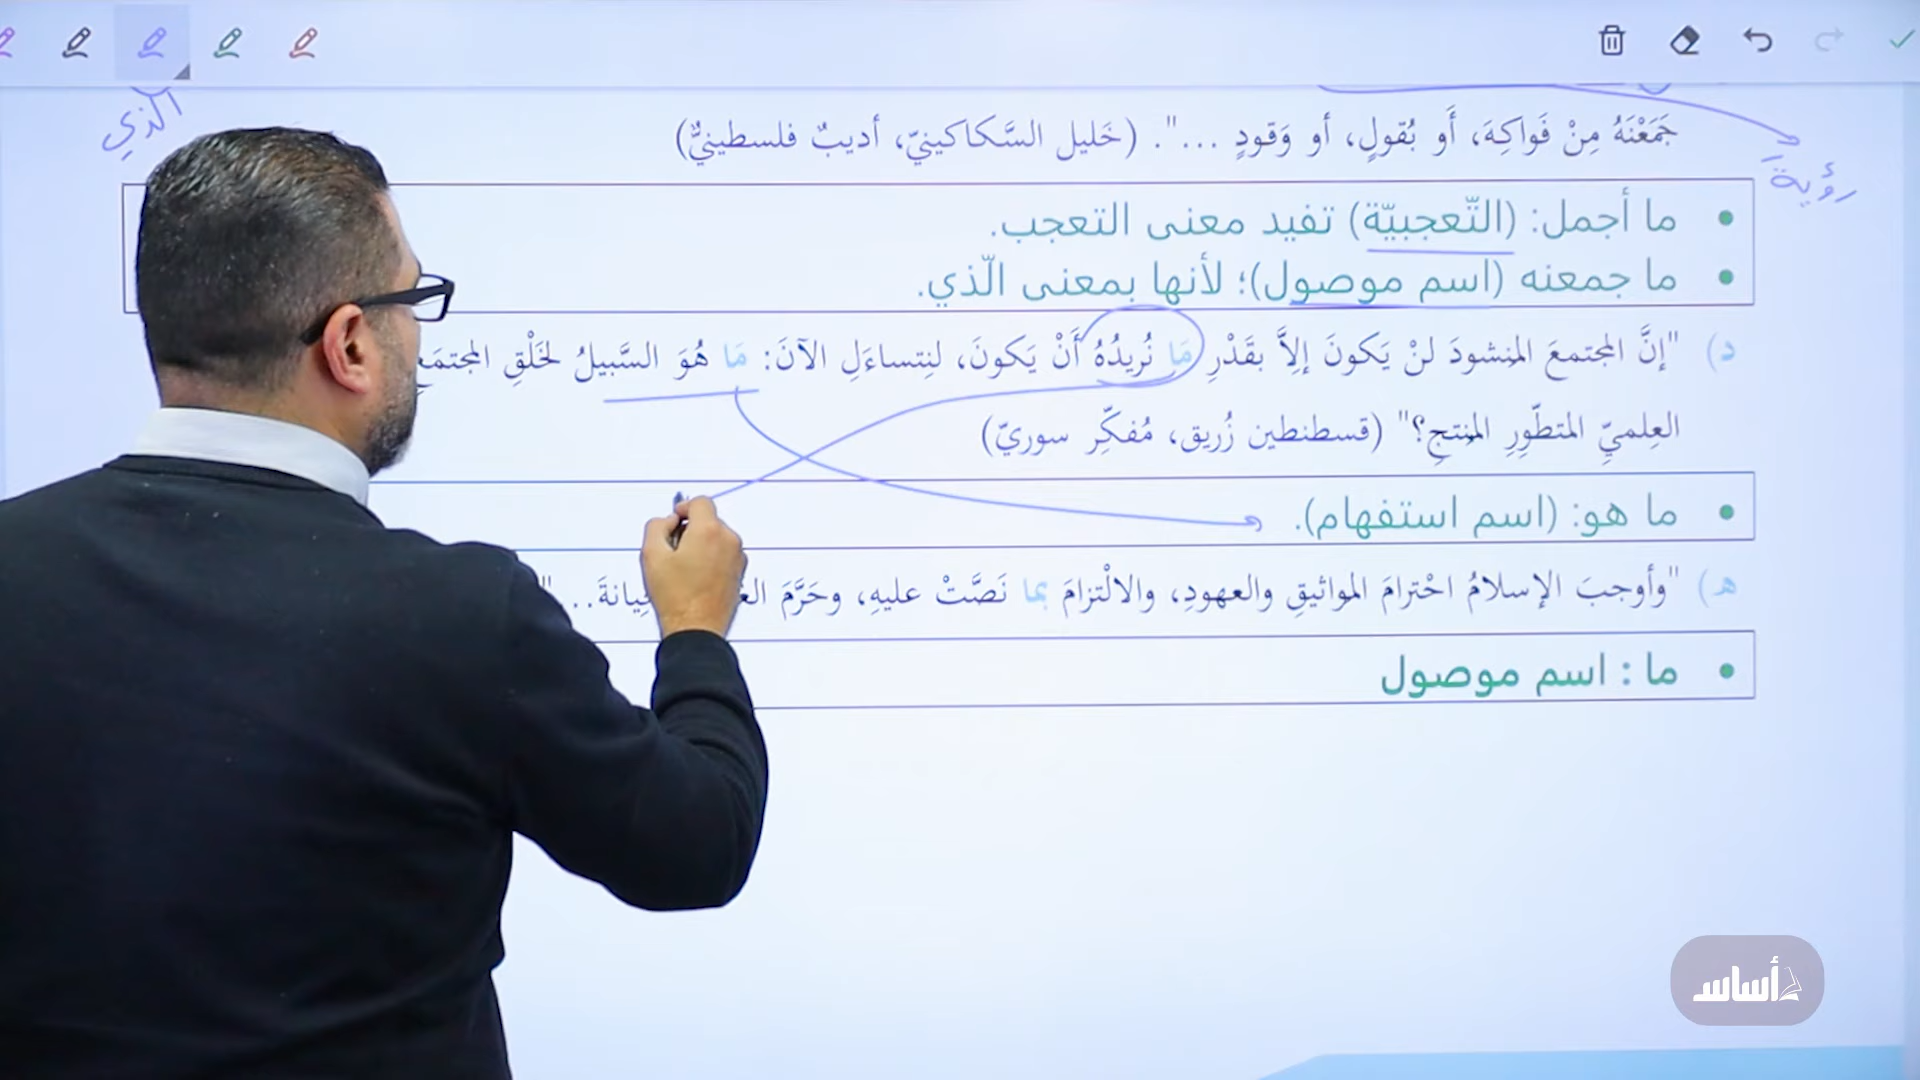 الذي
جَمَعْنَهُ مِنْ فَواكِهَ، أَو بُقولٍ، أو وَقودٍ ...". (خَليل السَّكاكينيّ، أديبٌ فلسطينيٌّ)
رؤية
• ما أجمل: (التّعجبيّة) تفيد معنى التعجب.
• ما جمعنه (اسم موصول)؛ لأنها بمعنى الّذي.
د) "إنَّ المجتمعَ المنشودَ لنْ يَكونَ إلاَّ بقَدْرِ مَا نُريدُهُ أَنْ يَكونَ، لنِتساءَلِ الآنَ: مَا هُوَ السَّبيلُ لخَلْقِ المجتمَعِ
العِلميِّ المتطوِّرِ المنتجِ؟" (قسطنطين زُريق، مُفكِّر سوريّ)
• ما هو: (اسم استفهام).
هـ) "وأوجبَ الإسلامُ احْترامَ المواثيقِ والعهودِ، والالْتزامَ بما نَصَّتْ عليهِ، وحَرَّمَ ..."
• ما : اسم موصول
أساس